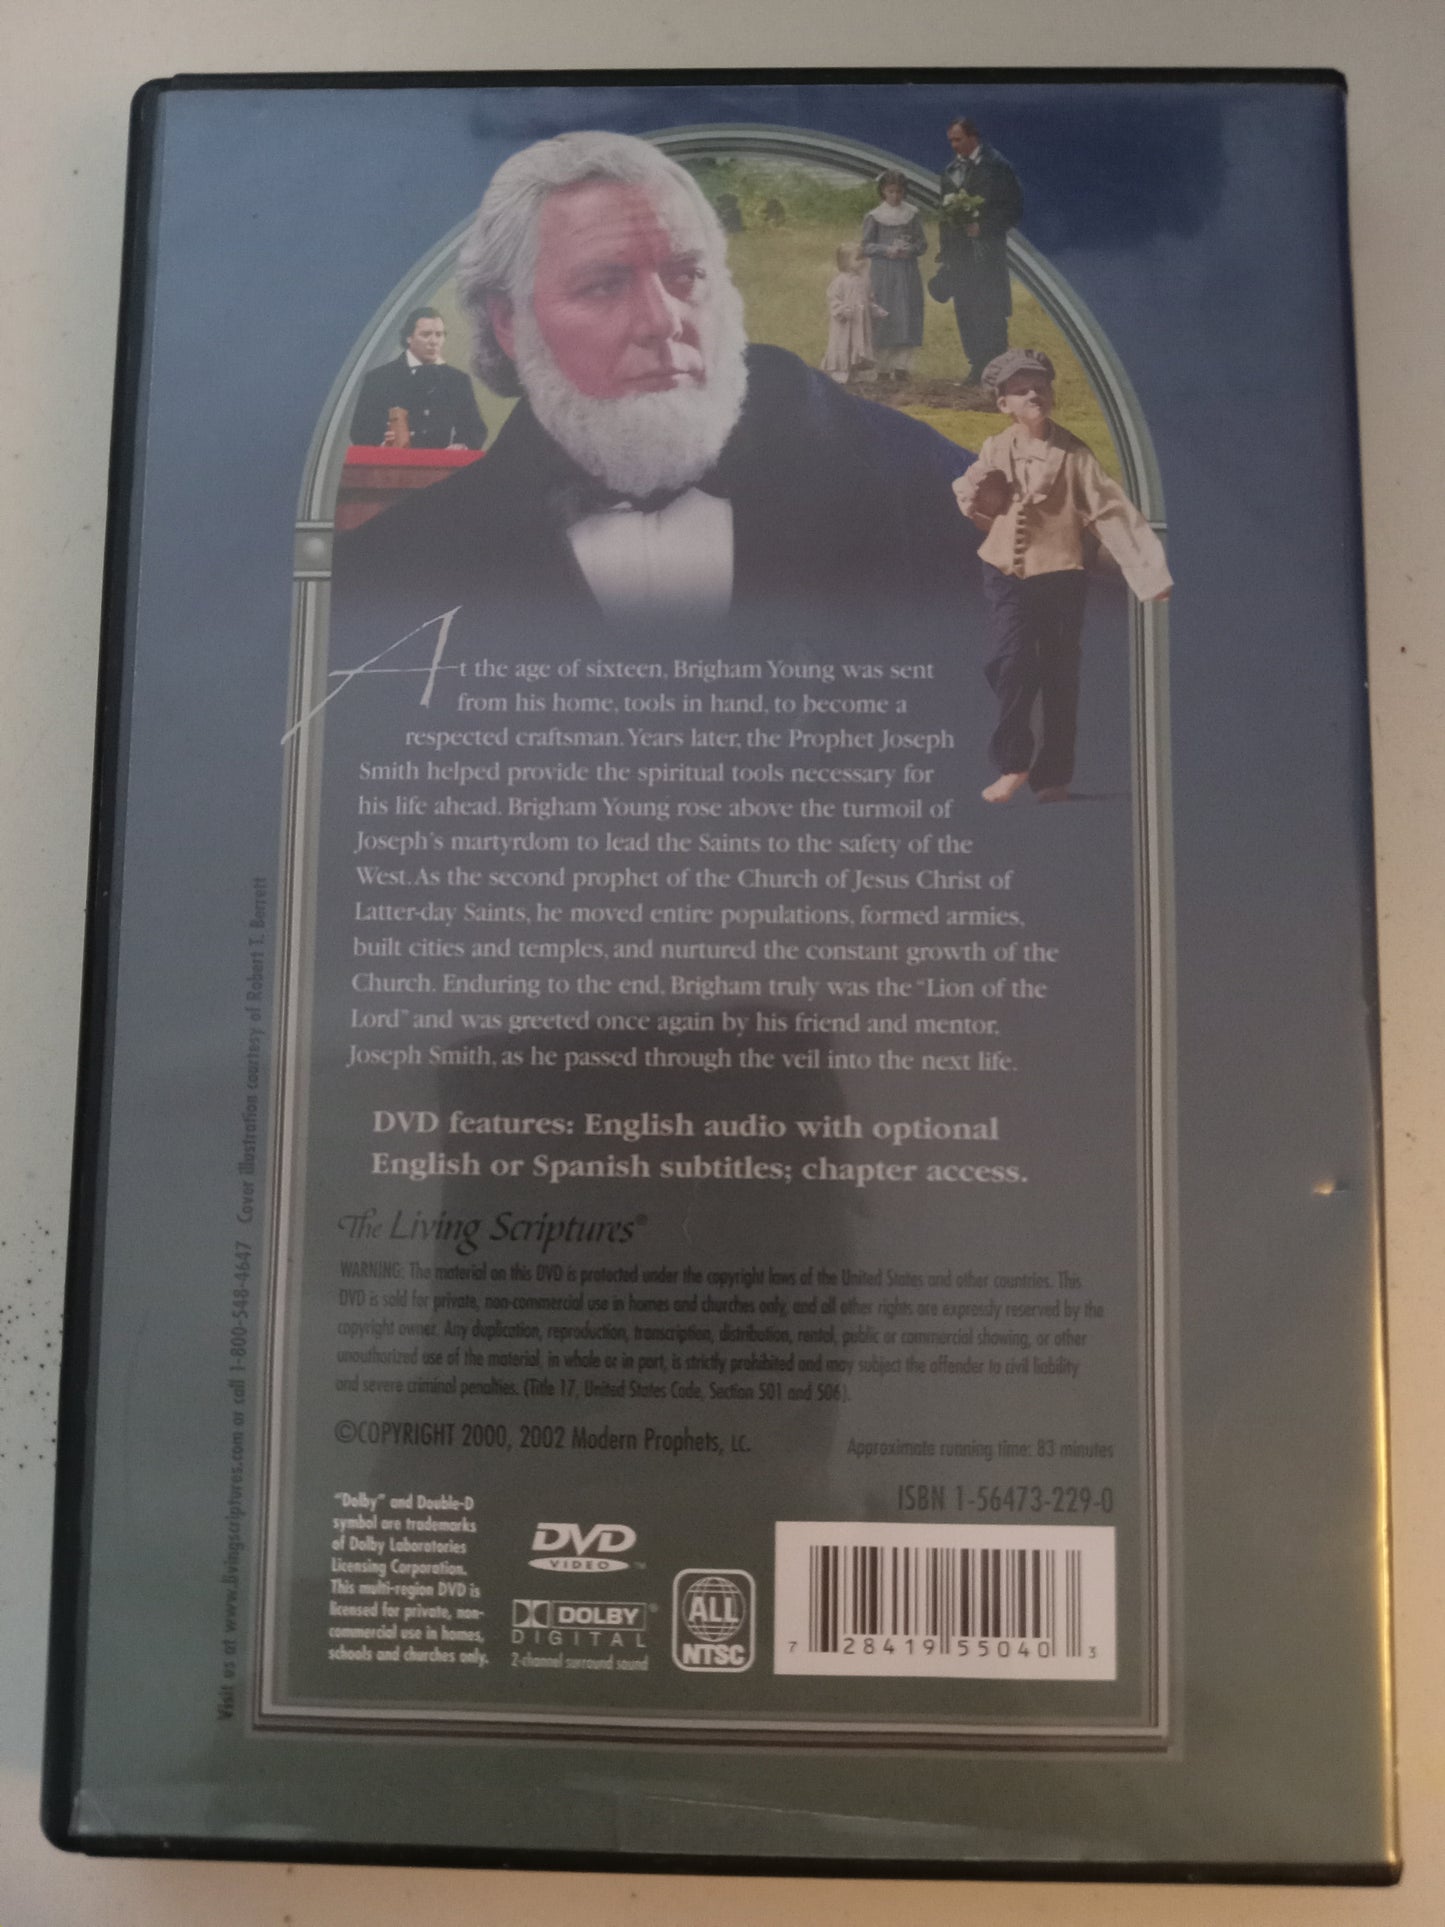 At the age of sixteen, Brigham Young was sent
from his home, tools in hand, to become a
respected craftsman. Years later, the Prophet Joseph
Smith helped provide the spiritual tools necessary for
his life ahead. Brigham Young rose above the turmoil of
Joseph's martyrdom to lead the Saints to the safety of the
West. As the second prophet of the Church of Jesus Christ of
Latter-day Saints, he moved entire populations, formed armies,
built cities and temples, and nurtured the constant growth of the
Church. Enduring to the end, Brigham truly was the "Lion of the
Lord" and was greeted once again by his friend and mentor,
Joseph Smith, as he passed through the veil into the next life.
DVD features: English audio with optional
English or Spanish subtitles; chapter access.
The Living Scriptures®
WARNING: The material on this DVD is protected under the copyright laws of the United States and other countries. This
DVD is sold for private, non-commercial use in homes and churches only, and all other rights are expressly reserved by the
copyright owner. Any duplication, reproduction, transcription, distribution, rental, public or commercial showing, or other
unauthorized use of the material, in whole or in part, is strictly prohibited and may subject the offender to civil liability
and severe criminal penalties. (Title 17, United States Code, Section 501 and 506).
©COPYRIGHT 2000, 2002 Modern Prophets, LC.
Approximate running time: 83 minutes
ISBN 1-56473-229-0
"Dolby" and Double-D
symbol are trademarks
of Dolby Laboratories
Licensing Corporation.
This multi-region DVD is
licensed for private, non-
commercial use in homes,
schools and churches only.
DVD
VIDEO ™
DOLBY ®
DIGITAL
2-channel surround sound
ALL
NTSC
7 28419 55040 3
Visit us at www.livingscriptures.com or call 1-800-548-4647 Cover illustration courtesy of Robert T. Berrett